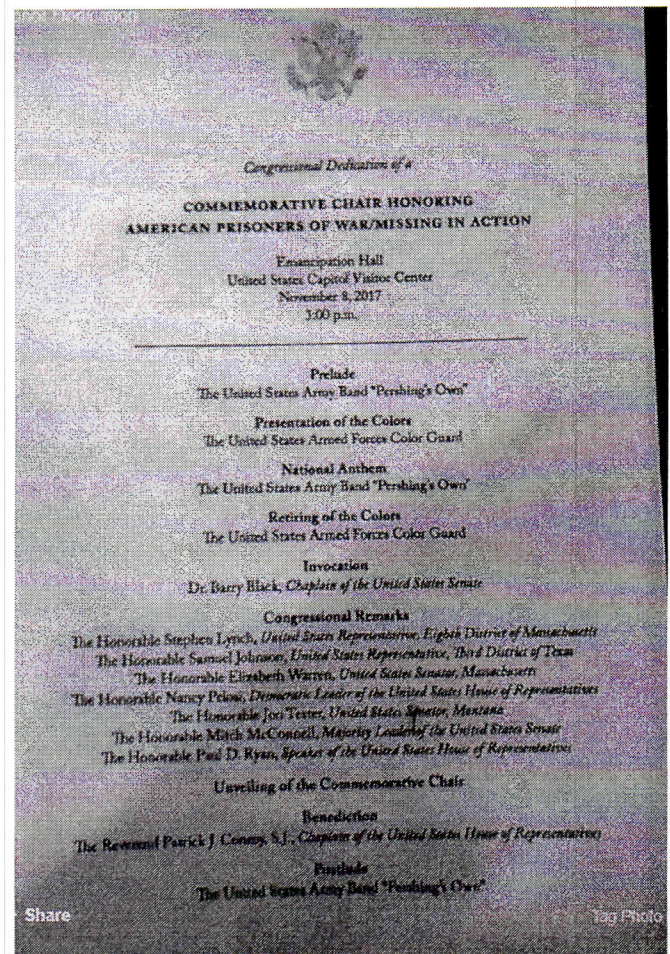 Congressional Dedication of a
COMMEMORATIVE CHAIR HONORING
AMERICAN PRISONERS OF WAR/MISSING IN ACTION
Emancipation Hall
United States Capitol Visitor Center
November 8, 2017
3:00 p.m.
Prelude
The United States Army Band "Pershing's Own"
Presentation of the Colors
The United States Armed Forces Color Guard
National Anthem
The United States Army Band "Pershing's Own"
Retiring of the Colors
The United States Armed Forces Color Guard
Invocation
Dr. Barry Black, Chaplain of the United States Senate
Congressional Remarks
The Honorable Stephen Lynch, United States Representative, Eighth District of Massachusetts
The Honorable Samuel Johnson, United States Representative, Third District of Texas
The Honorable Elizabeth Warren, United States Senator, Massachusetts
The Honorable Nancy Pelosi, Democratic Leader of the United States House of Representatives
The Honorable Jon Tester, United States Senator, Montana
The Honorable Mitch McConnell, Majority Leader of the United States Senate
The Honorable Paul D. Ryan, Speaker of the United States House of Representatives
Unveiling of the Commemorative Chair
Benediction
The Reverend Patrick J. Conroy, S.J., Chaplain of the United States House of Representatives
Postlude
The United States Army Band "Pershing's Own"
Share
Tag Photo